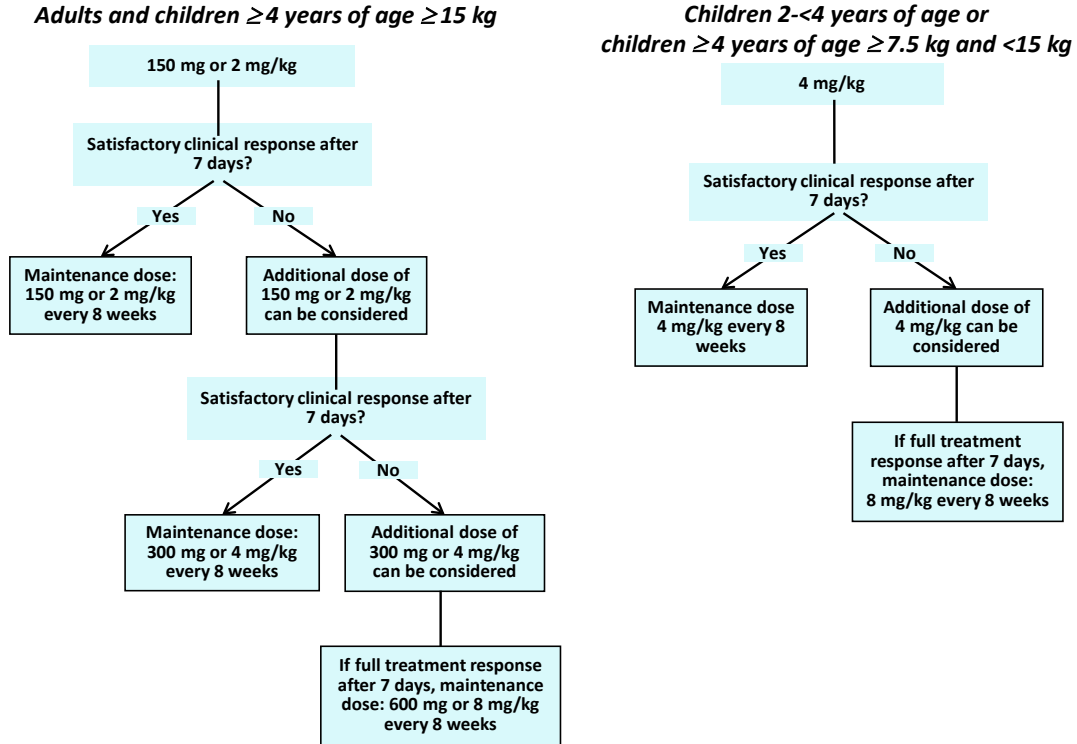 Adults and children ≥4 years of age ≥15 kg
150 mg or 2 mg/kg
Satisfactory clinical response after
7 days?
Yes
No
Maintenance dose:
150 mg or 2 mg/kg
every 8 weeks
Additional dose of
150 mg or 2 mg/kg
can be considered
Satisfactory clinical response after
7 days?
Yes
No
Maintenance dose:
300 mg or 4 mg/kg
every 8 weeks
Additional dose of
300 mg or 4 mg/kg
can be considered
If full treatment response
after 7 days, maintenance
dose: 600 mg or 8 mg/kg
every 8 weeks
Children 2-<4 years of age or
children ≥4 years of age ≥7.5 kg and <15 kg
4 mg/kg
Satisfactory clinical response after
7 days?
Yes
No
Maintenance dose
4 mg/kg every 8
weeks
Additional dose of
4 mg/kg can be
considered
If full treatment
response after 7 days,
maintenance dose:
8 mg/kg every 8 weeks